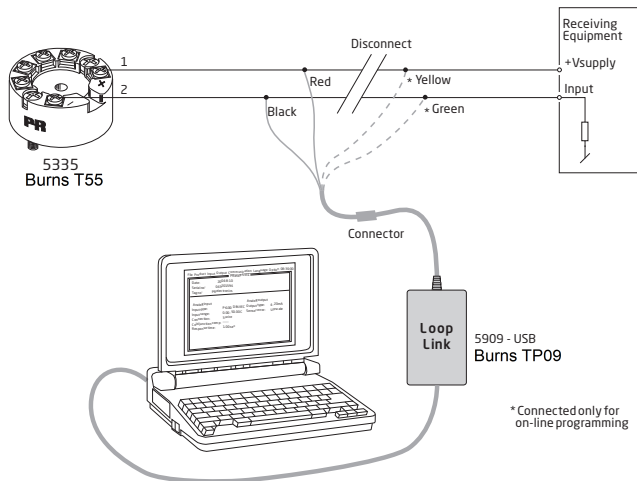 Receiving
Equipment
+Vsupply
Input
Disconnect
1
2
Red
* Yellow
Black
* Green
PR
5335
Burns T55
Connector
Loop
Link
5909 - USB
Burns TP09
* Connected only for
on-line programming